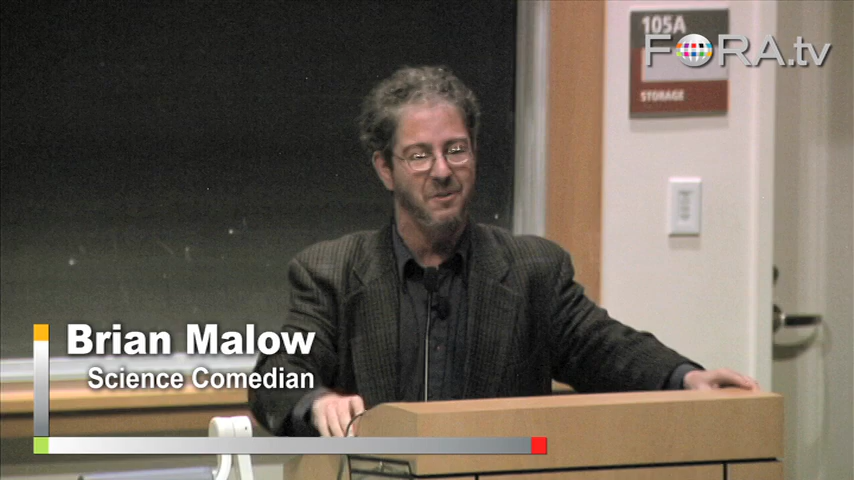 105A
FORA.tv
STORAGE
Brian Malow
Science Comedian